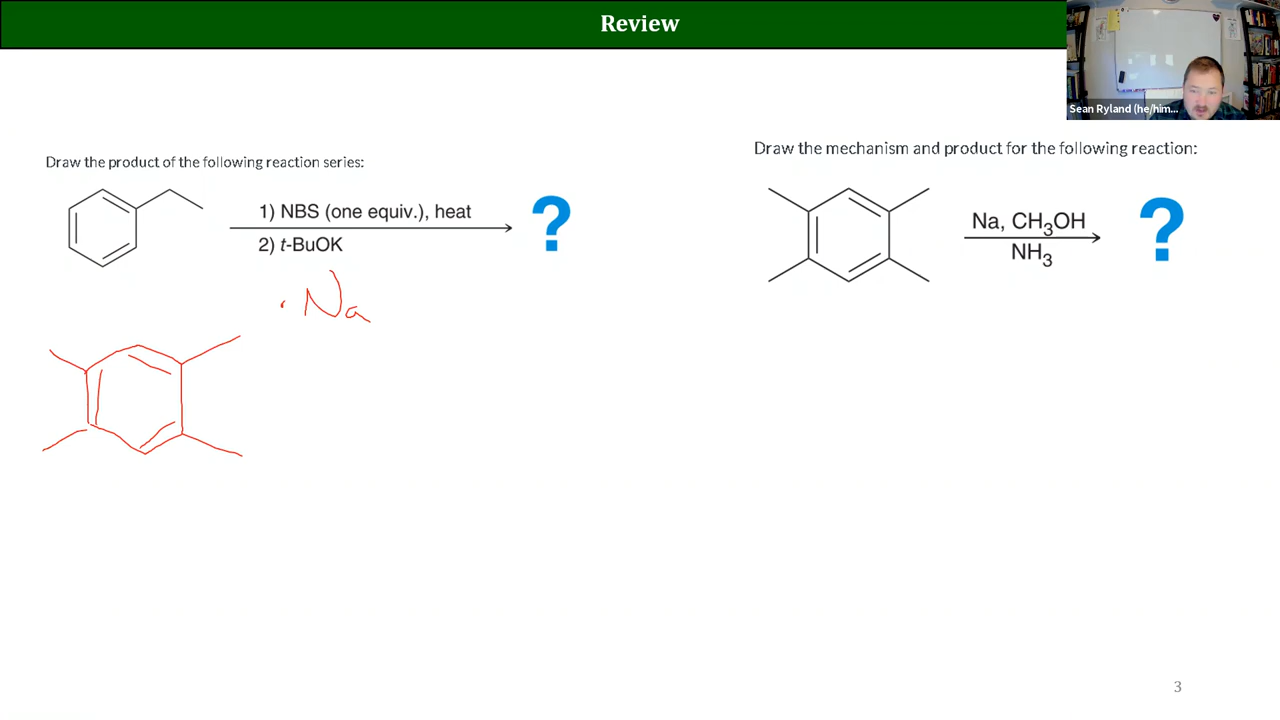 Review
Sean Ryland (he/him...
Draw the product of the following reaction series:
1) NBS (one equiv.), heat
2) t-BuOK
?
Draw the mechanism and product for the following reaction:
Na, CH₃OH
NH₃
?
· Na
3